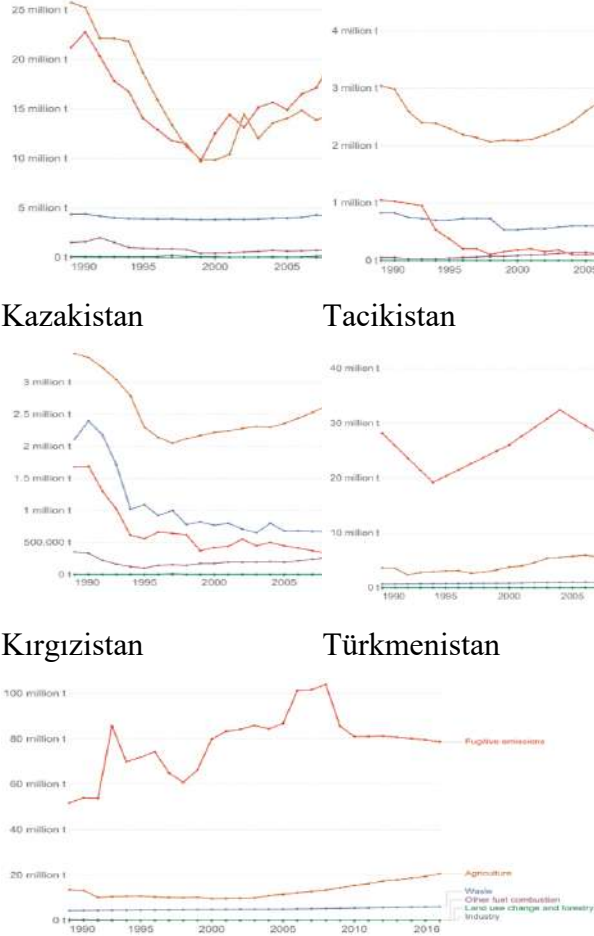 25 million t
20 million t
15 million t
10 million t
5 million t
0 t
1990 1995 2000 2005
4 million t
3 million t
2 million t
1 million t
0 t
1990 1995 2000 2005
Kazakistan Tacikistan
3 million t
2.5 million t
2 million t
1.5 million t
1 million t
500,000 t
0 t
1990 1995 2000 2005
40 million t
30 million t
20 million t
10 million t
0 t
1990 1995 2000 2005
Kırgızistan Türkmenistan
100 million t
80 million t
60 million t
40 million t
20 million t
0 t
1990 1995 2000 2005 2010 2016
Fugitive emissions
Agriculture
Waste
Other fuel combustion
Land use change and forestry
Industry